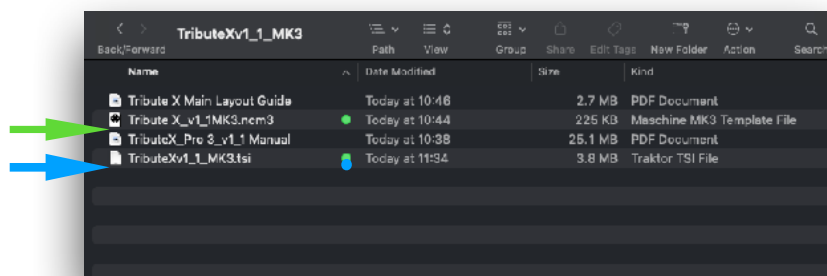 TributeXv1_1_MK3
Back/Forward Path View Group Share Edit Tags New Folder Action Search
Name Date Modified Size Kind
Tribute X Main Layout Guide Today at 10:46 2.7 MB PDF Document
Tribute X_v1_1MK3.ncm3 Today at 10:44 225 KB Maschine MK3 Template File
TributeX_Pro 3_v1_1 Manual Today at 10:38 25.1 MB PDF Document
TributeXv1_1_MK3.tsi Today at 11:34 3.8 MB Traktor TSI File